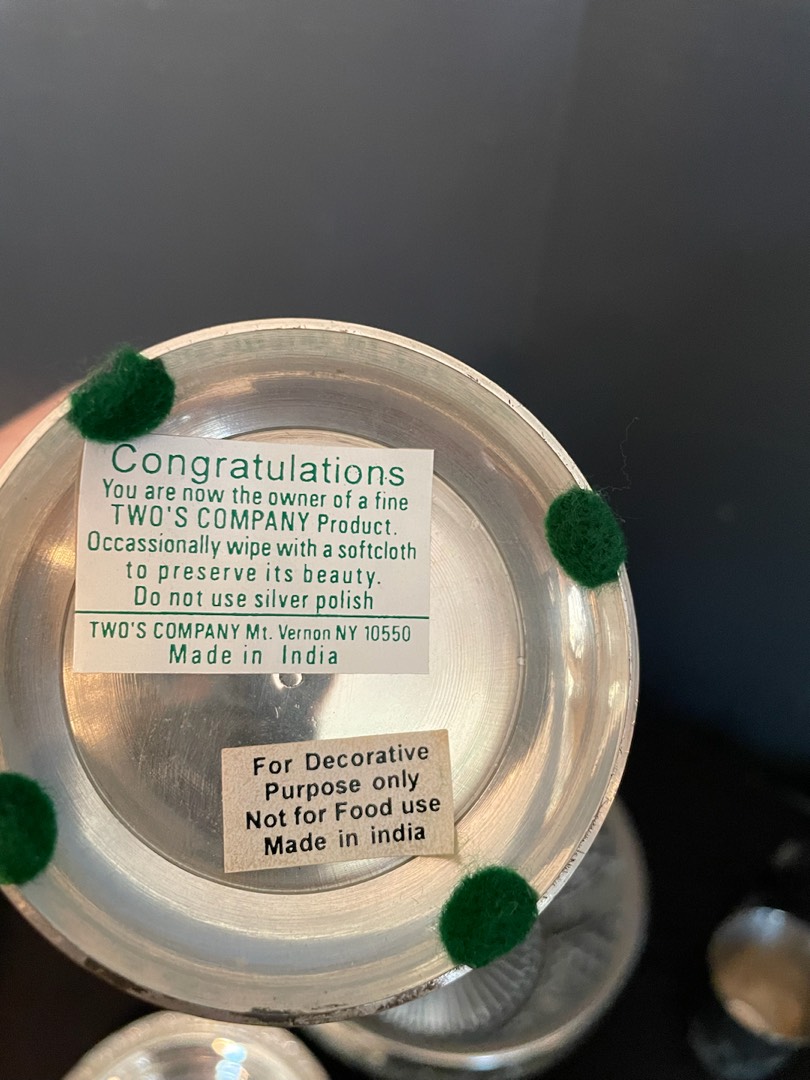 Congratulations
You are now the owner of a fine
TWO'S COMPANY Product.
Occassionally wipe with a softcloth
to preserve its beauty.
Do not use silver polish
TWO'S COMPANY Mt. Vernon NY 10550
Made in India
For Decorative
Purpose only
Not for Food use
Made in india